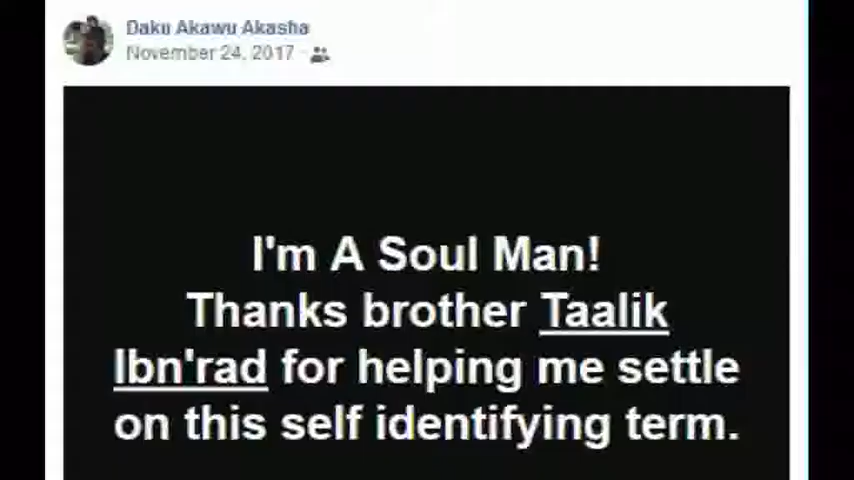 Daku Akawu Akasha
November 24, 2017
I'm A Soul Man!
Thanks brother Taalik
Ibn'rad for helping me settle
on this self identifying term.